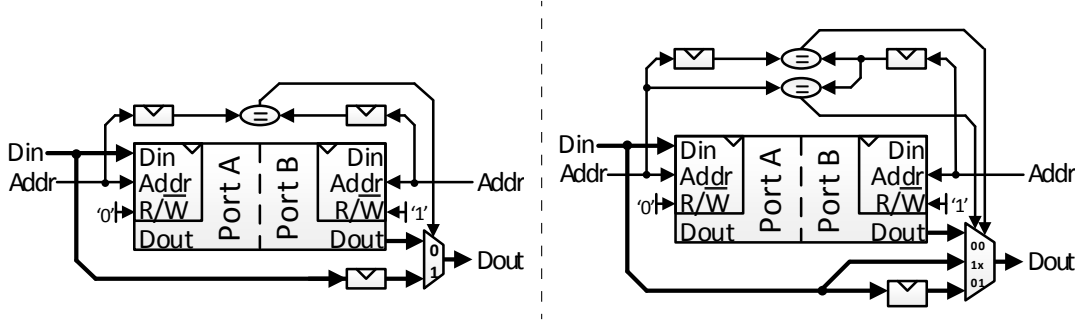 =
Din
Addr
'0'
Din
Addr
R/W̅
Dout
Port A
Port B
Din
Addr
R/W̅
Dout
Addr
'1'
0
1
Dout
=
=
Din
Addr
'0'
Din
Addr
R/W̅
Dout
Port A
Port B
Din
Addr
R/W̅
Dout
Addr
'1'
00
1x
01
Dout